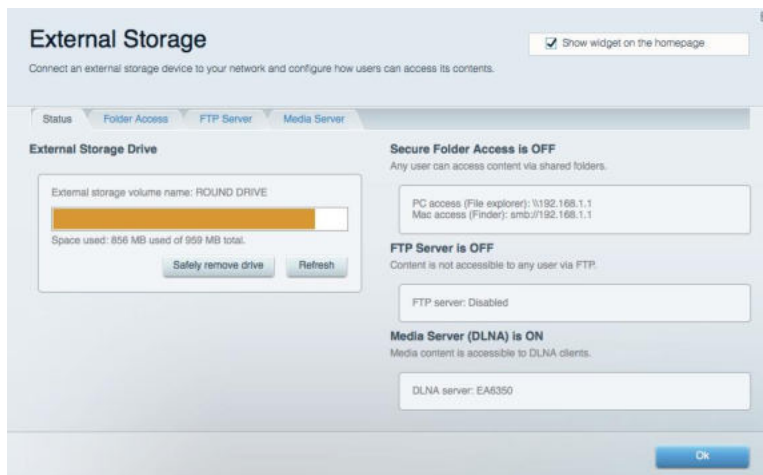 External Storage
Show widget on the homepage
Connect an external storage device to your network and configure how users can access its contents.
Status
Folder Access
FTP Server
Media Server
External Storage Drive
External storage volume name: ROUND DRIVE
Space used: 856 MB used of 959 MB total.
Safely remove drive
Refresh
Secure Folder Access is OFF
Any user can access content via shared folders.
PC access (File explorer): \\192.168.1.1
Mac access (Finder): smb://192.168.1.1
FTP Server is OFF
Content is not accessible to any user via FTP.
FTP server: Disabled
Media Server (DLNA) is ON
Media content is accessible to DLNA clients.
DLNA server: EA6350
Ok